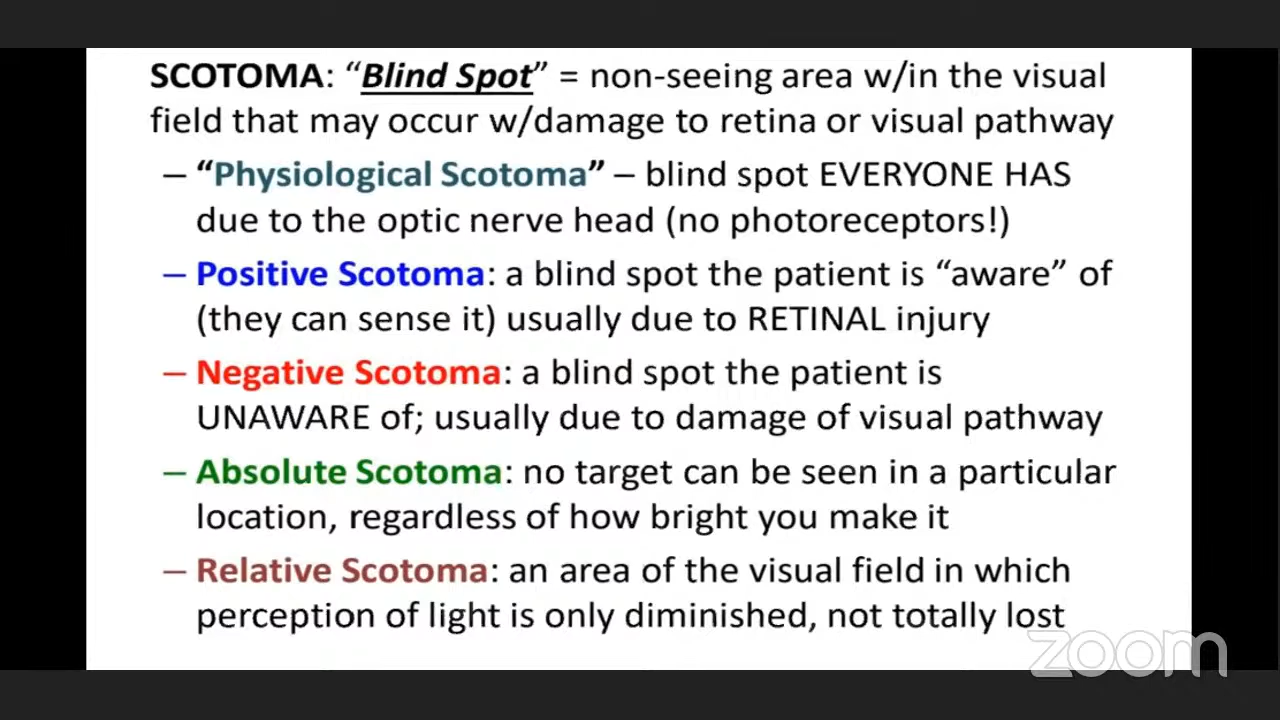 SCOTOMA: “Blind Spot” = non-seeing area w/in the visual
field that may occur w/damage to retina or visual pathway
– “Physiological Scotoma” – blind spot EVERYONE HAS
due to the optic nerve head (no photoreceptors!)
– Positive Scotoma: a blind spot the patient is “aware” of
(they can sense it) usually due to RETINAL injury
– Negative Scotoma: a blind spot the patient is
UNAWARE of; usually due to damage of visual pathway
– Absolute Scotoma: no target can be seen in a particular
location, regardless of how bright you make it
– Relative Scotoma: an area of the visual field in which
perception of light is only diminished, not totally lost
zoom